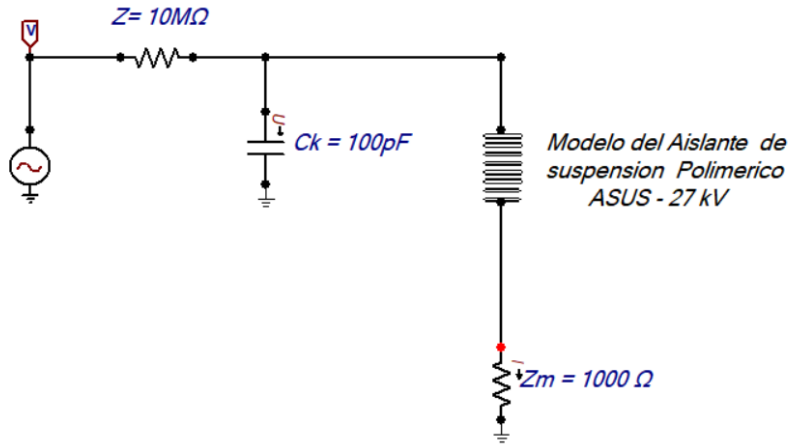 Z= 10MΩ
V
U
Ck = 100pF
Modelo del Aislante de
suspension Polimerico
ASUS - 27 kV
I
Zm = 1000 Ω